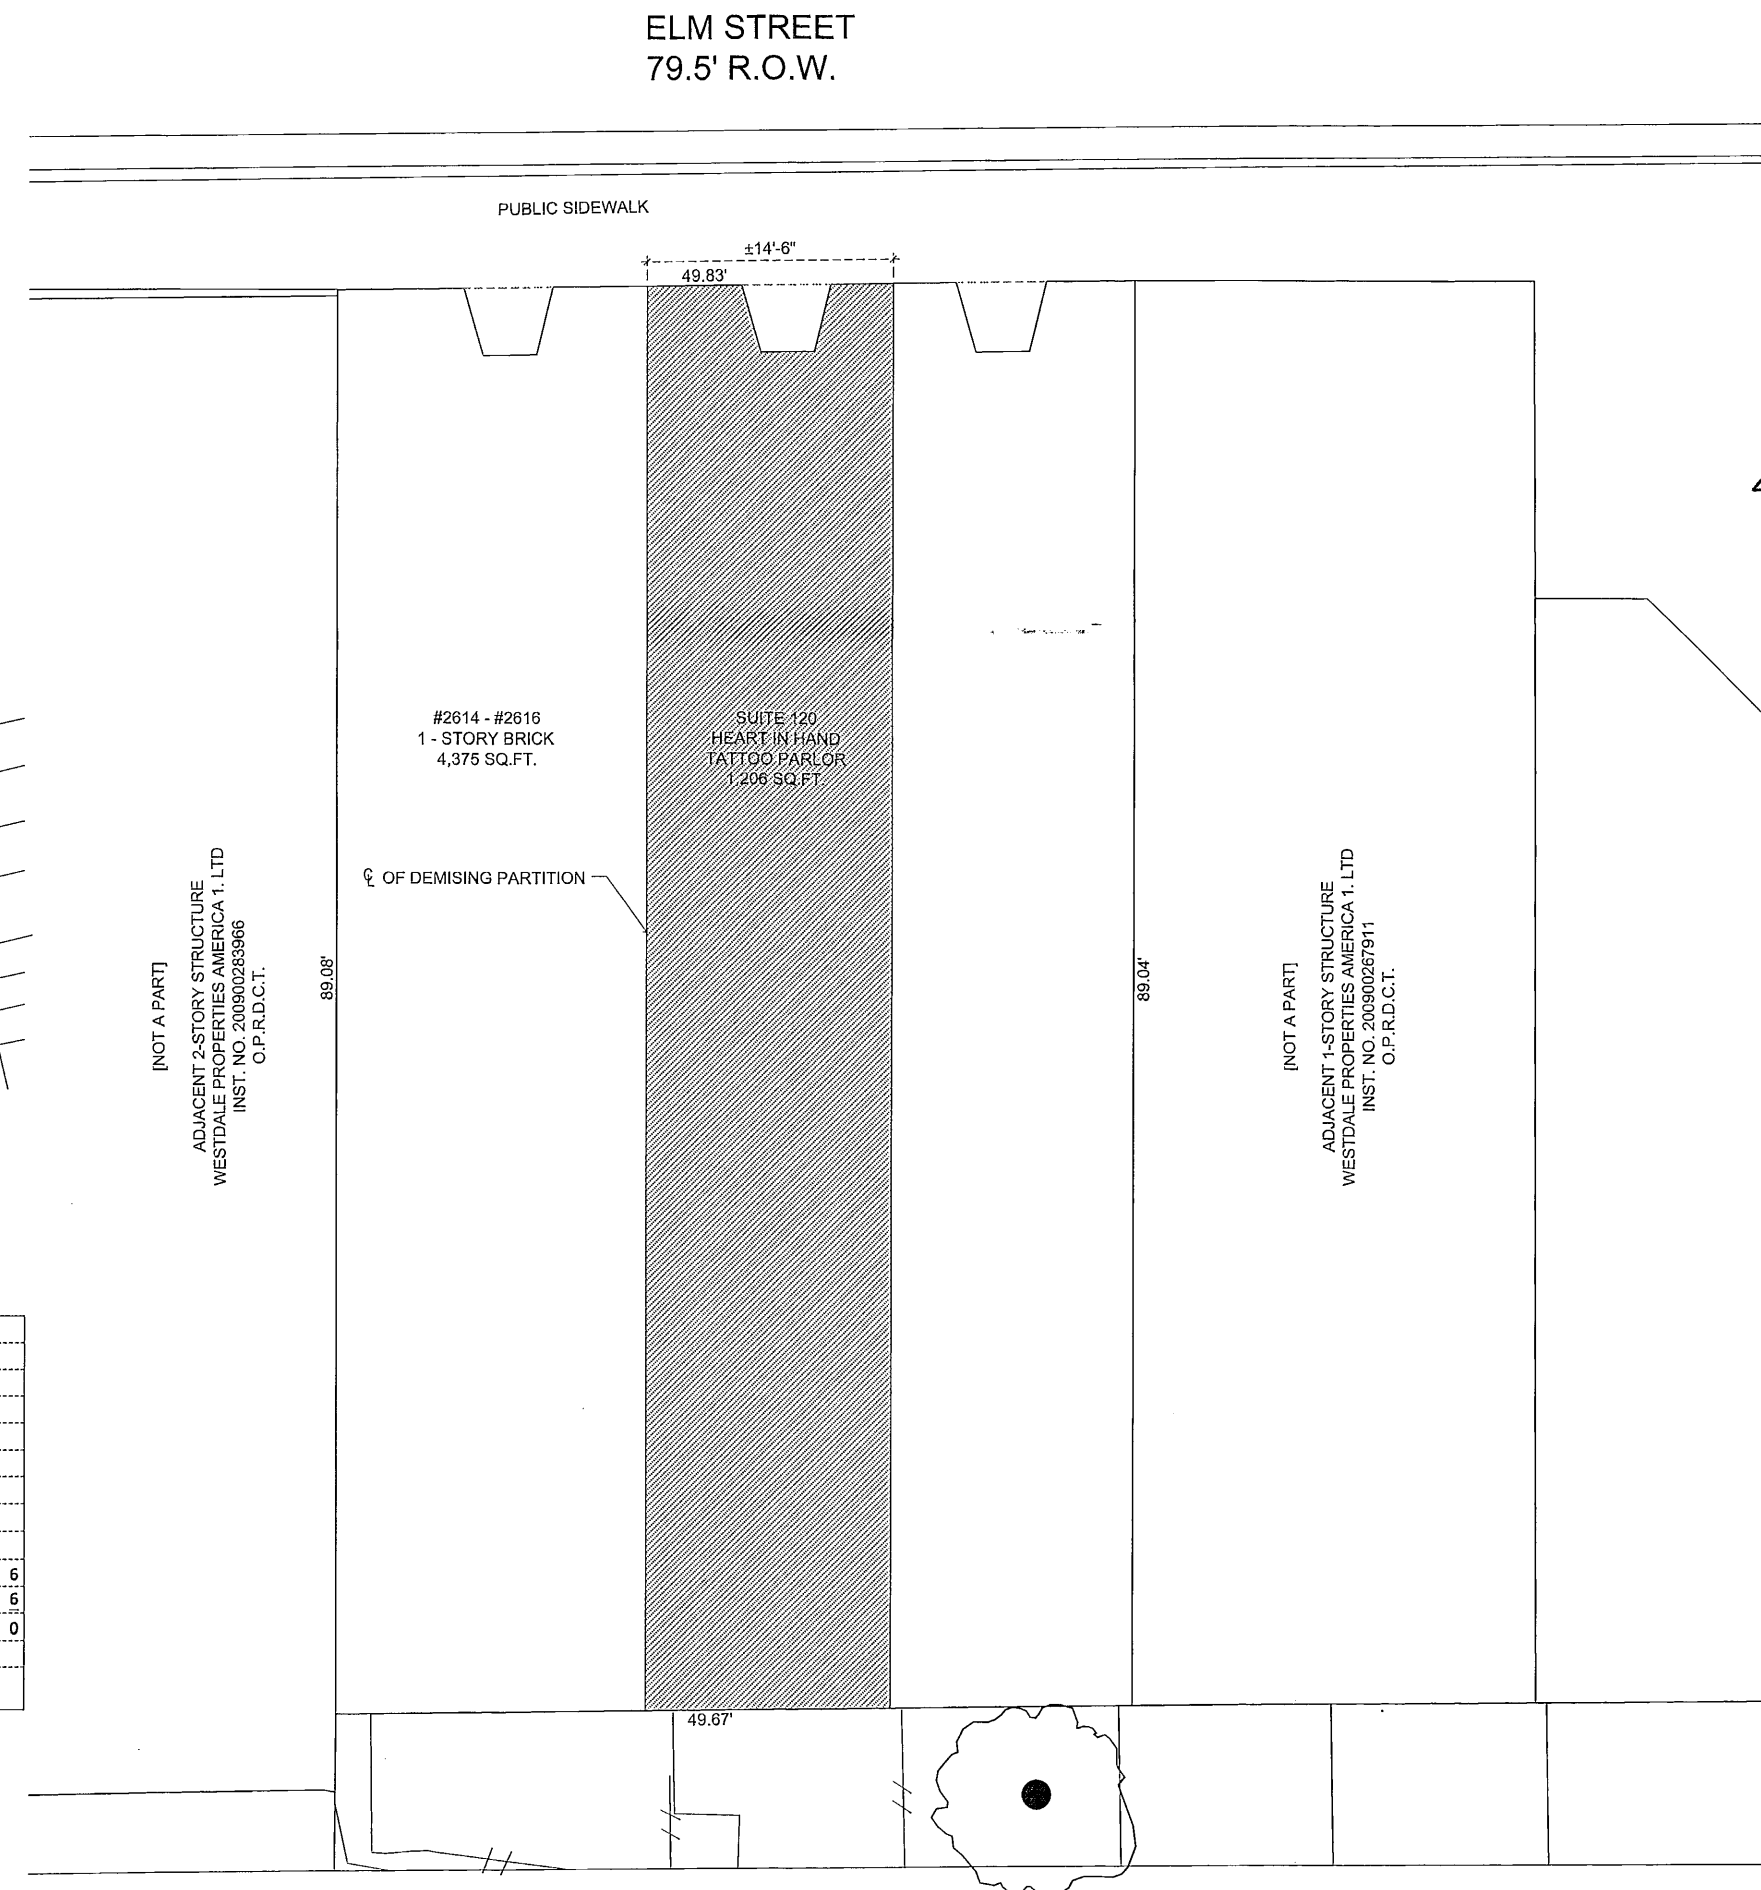 ELM STREET
79.5' R.O.W.
PUBLIC SIDEWALK
±14'-6"
49.83'
#2614 - #2616
1 - STORY BRICK
4,375 SQ.FT.
SUITE 120
HEART IN HAND
TATTOO PARLOR
1,206 SQ.FT.
℄ OF DEMISING PARTITION
[NOT A PART]
ADJACENT 2-STORY STRUCTURE
WESTDALE PROPERTIES AMERICA 1. LTD
INST. NO. 200900283966
O.P.R.D.C.T.
89.08'
89.04'
[NOT A PART]
ADJACENT 1-STORY STRUCTURE
WESTDALE PROPERTIES AMERICA 1. LTD
INST. NO. 200900267911
O.P.R.D.C.T.
6
6
0
49.67'